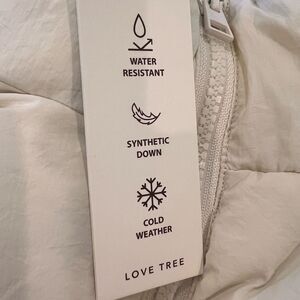 WATER
RESISTANT
SYNTHETIC
DOWN
COLD
WEATHER
LOVE TREE